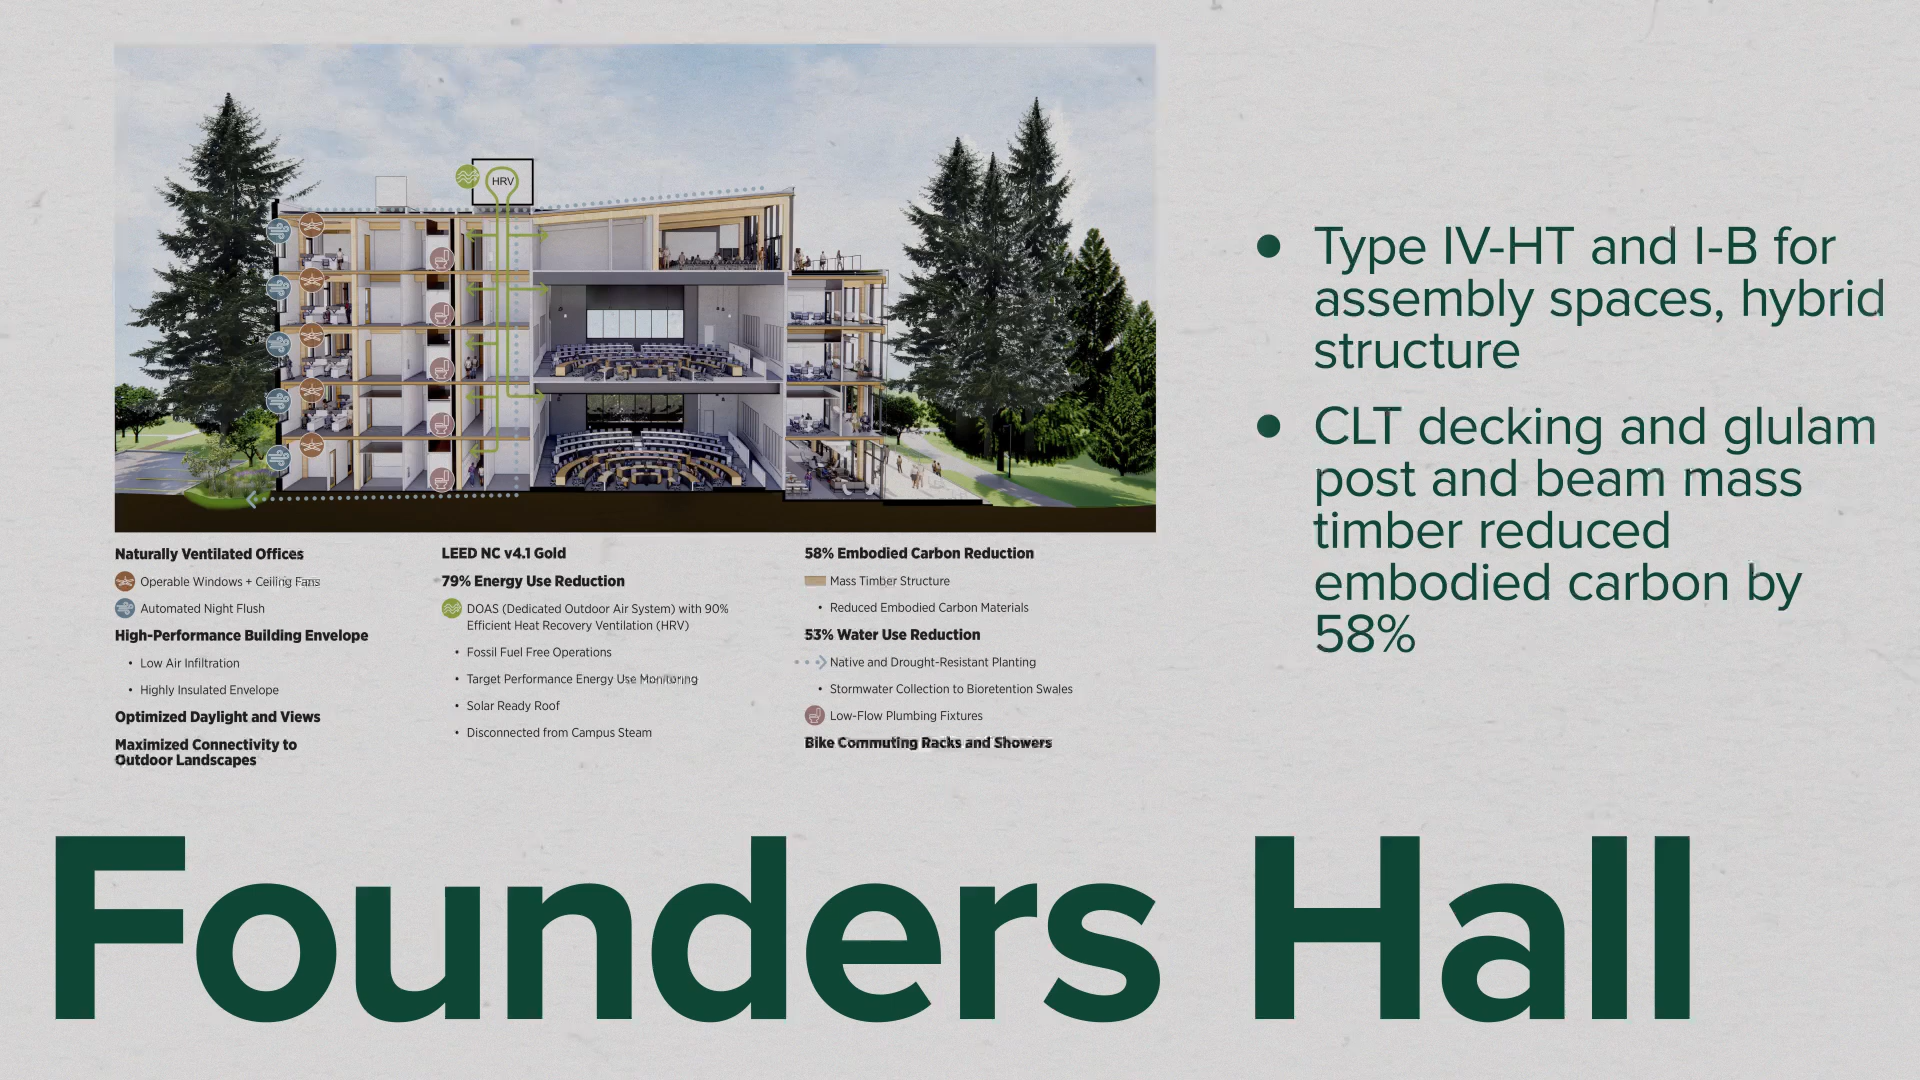 HRV
Naturally Ventilated Offices
Operable Windows + Ceiling Fans
Automated Night Flush
High-Performance Building Envelope
• Low Air Infiltration
• Highly Insulated Envelope
Optimized Daylight and Views
Maximized Connectivity to
Outdoor Landscapes
LEED NC v4.1 Gold
79% Energy Use Reduction
DOAS (Dedicated Outdoor Air System) with 90%
Efficient Heat Recovery Ventilation (HRV)
• Fossil Fuel Free Operations
• Target Performance Energy Use Monitoring
• Solar Ready Roof
• Disconnected from Campus Steam
58% Embodied Carbon Reduction
Mass Timber Structure
• Reduced Embodied Carbon Materials
53% Water Use Reduction
Native and Drought-Resistant Planting
• Stormwater Collection to Bioretention Swales
Low-Flow Plumbing Fixtures
Bike Commuting Racks and Showers
• Type IV-HT and I-B for
assembly spaces, hybrid
structure
• CLT decking and glulam
post and beam mass
timber reduced
embodied carbon by
58%
Founders Hall